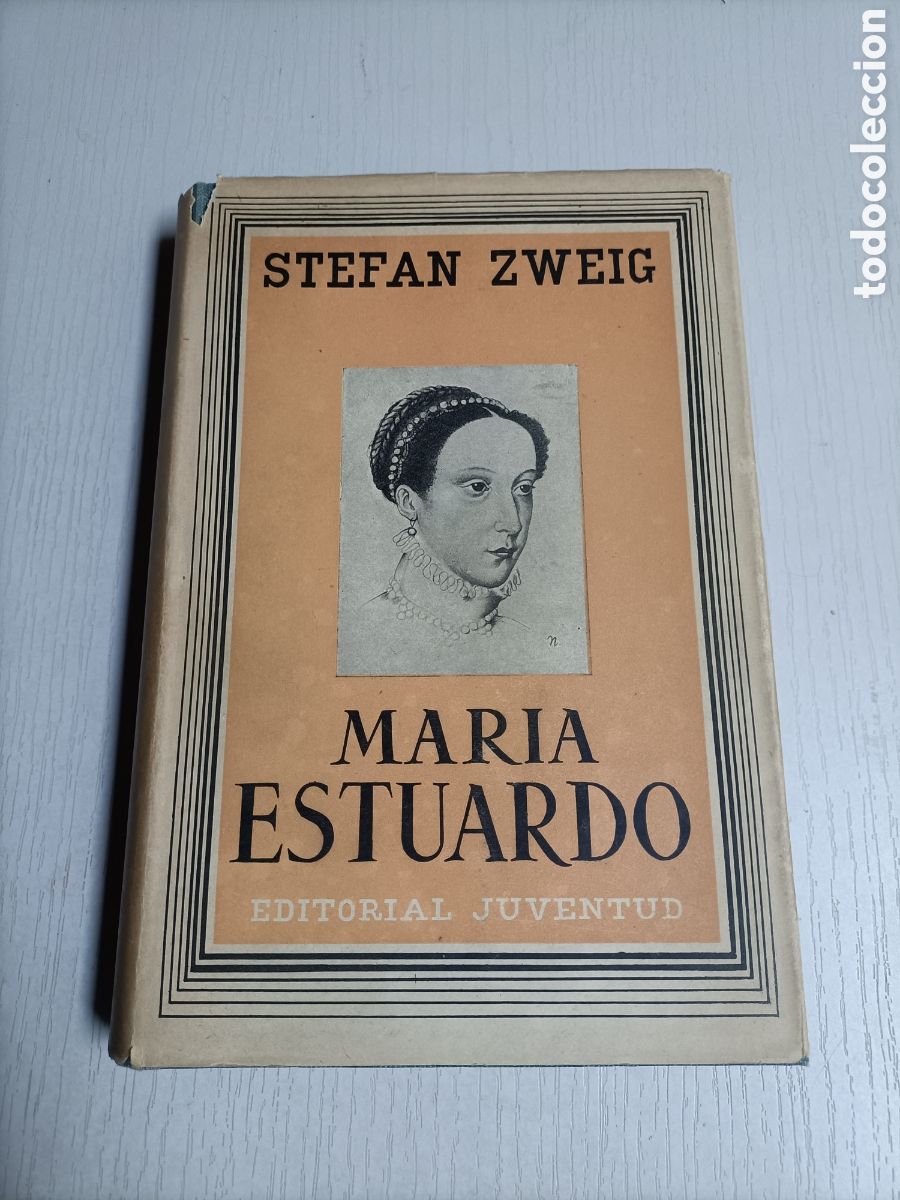 STEFAN ZWEIG
n.
MARIA
ESTUARDO
EDITORIAL JUVENTUD
todocoleccion